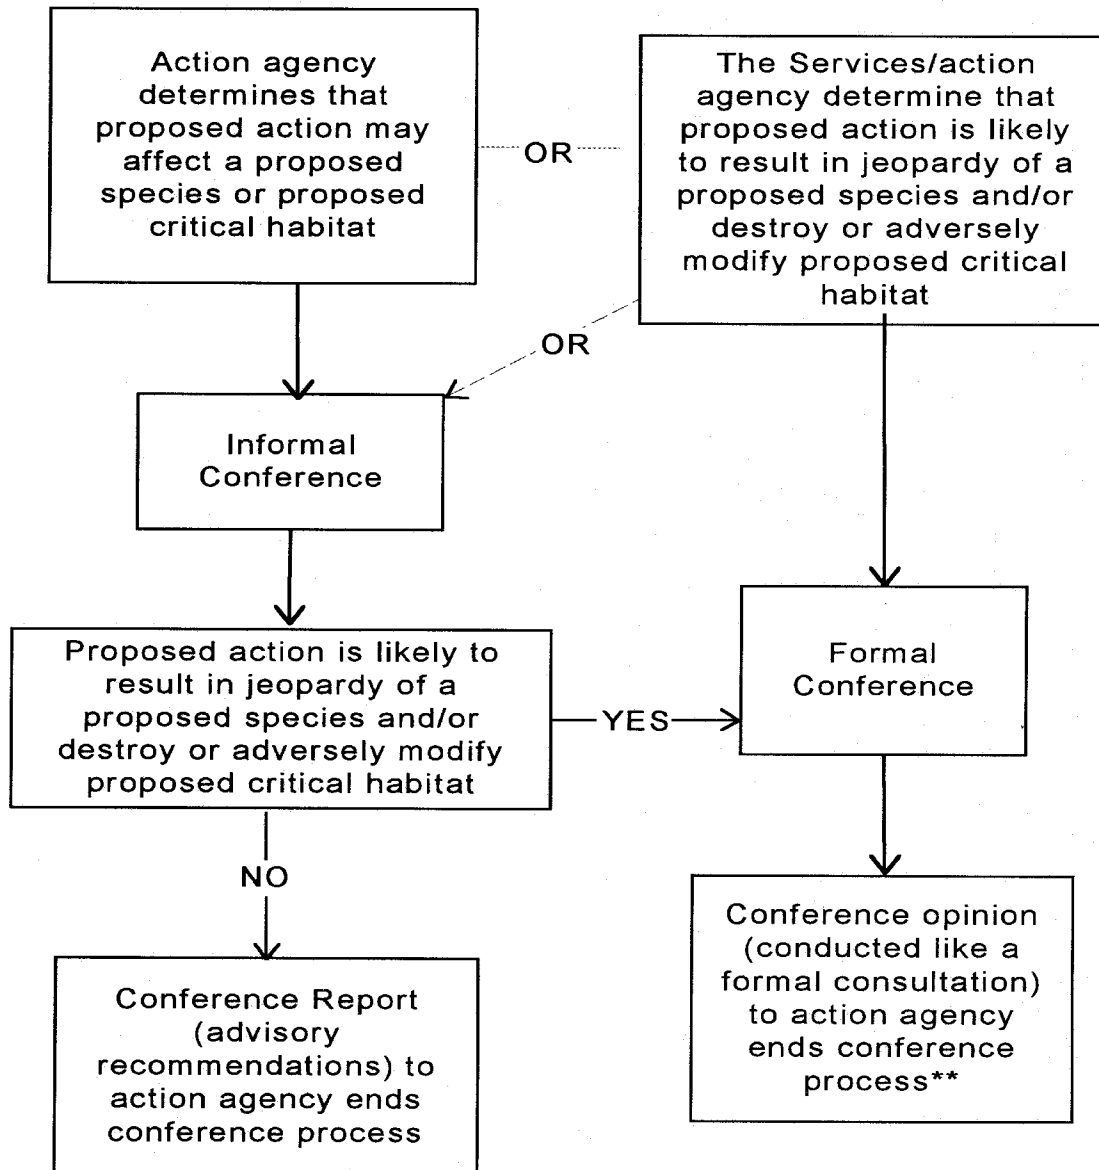 Action agency
determines that
proposed action may
affect a proposed
species or proposed
critical habitat
OR
The Services/action
agency determine that
proposed action is likely
to result in jeopardy of a
proposed species and/or
destroy or adversely
modify proposed critical
habitat
OR
Informal
Conference
Proposed action is likely to
result in jeopardy of a
proposed species and/or
destroy or adversely modify
proposed critical habitat
YES
Formal
Conference
NO
Conference Report
(advisory
recommendations) to
action agency ends
conference process
Conference opinion
(conducted like a
formal consultation)
to action agency
ends conference
process**